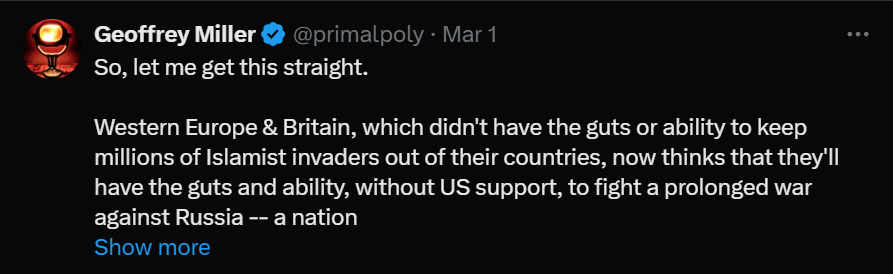 Geoffrey Miller @primalpoly · Mar 1
So, let me get this straight.
Western Europe & Britain, which didn't have the guts or ability to keep
millions of Islamist invaders out of their countries, now thinks that they'll
have the guts and ability, without US support, to fight a prolonged war
against Russia -- a nation
Show more